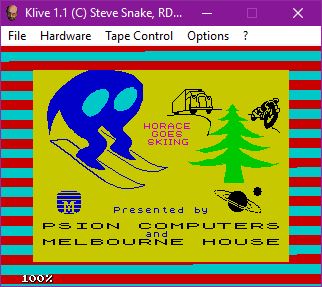 Klive 1.1 (C) Steve Snake, RD...
File Hardware Tape Control Options ?
HORACE
GOES
SKIING
M
Presented by
PSION COMPUTERS
and
MELBOURNE HOUSE
100%